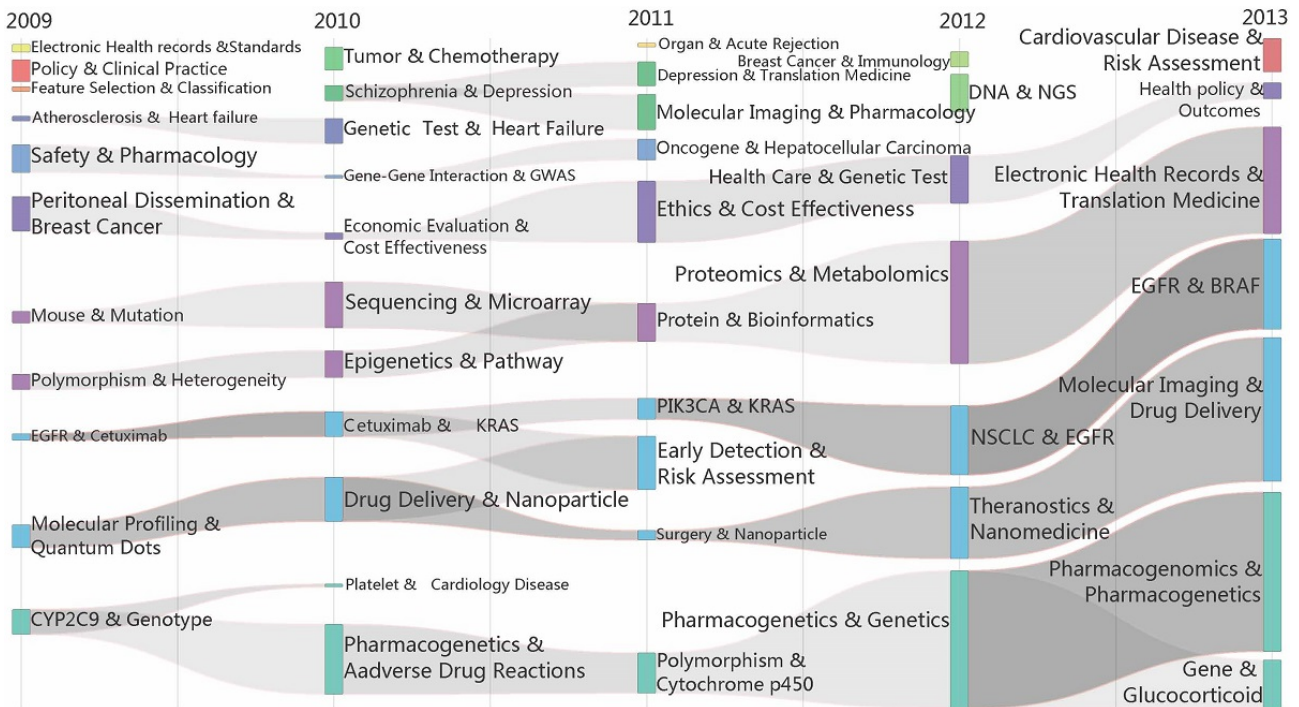 2009
2010
2011
2012
2013
Electronic Health records &Standards
Policy & Clinical Practice
Feature Selection & Classification
Atherosclerosis & Heart failure
Safety & Pharmacology
Peritoneal Dissemination &
Breast Cancer
Mouse & Mutation
Polymorphism & Heterogeneity
EGFR & Cetuximab
Molecular Profiling &
Quantum Dots
CYP2C9 & Genotype
Tumor & Chemotherapy
Schizophrenia & Depression
Genetic Test & Heart Failure
Gene-Gene Interaction & GWAS
Economic Evaluation &
Cost Effectiveness
Sequencing & Microarray
Epigenetics & Pathway
Cetuximab & KRAS
Drug Delivery & Nanoparticle
Platelet & Cardiology Disease
Pharmacogenetics &
Aadverse Drug Reactions
Organ & Acute Rejection
Depression & Translation Medicine
Molecular Imaging & Pharmacology
Oncogene & Hepatocellular Carcinoma
Ethics & Cost Effectiveness
Protein & Bioinformatics
PIK3CA & KRAS
Early Detection &
Risk Assessment
Surgery & Nanoparticle
Polymorphism &
Cytochrome p450
Breast Cancer & Immunology
DNA & NGS
Health Care & Genetic Test
Proteomics & Metabolomics
NSCLC & EGFR
Theranostics &
Nanomedicine
Pharmacogenetics & Genetics
Cardiovascular Disease &
Risk Assessment
Health policy &
Outcomes
Electronic Health Records &
Translation Medicine
EGFR & BRAF
Molecular Imaging &
Drug Delivery
Pharmacogenomics &
Pharmacogenetics
Gene &
Glucocorticoid